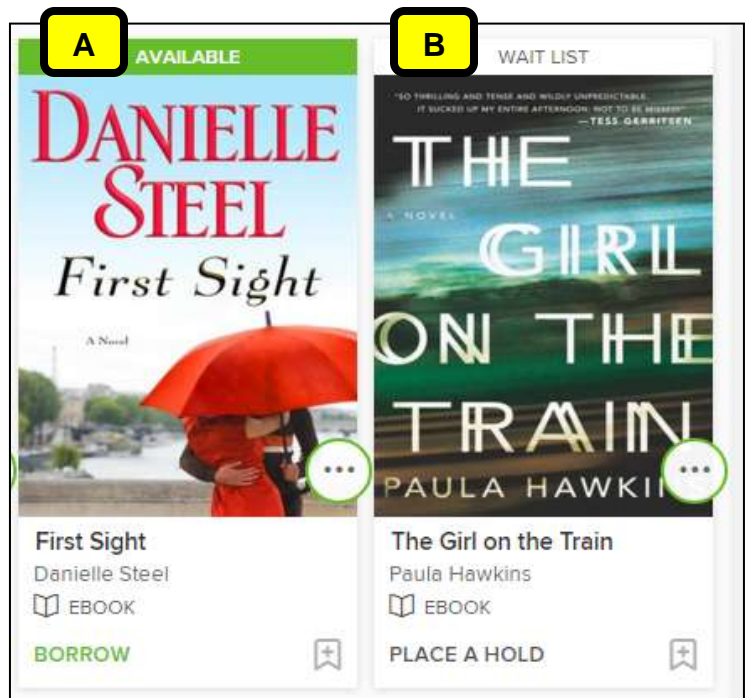 A
AVAILABLE
DANIELLE
STEEL
First Sight
A Novel
First Sight
Danielle Steel
EBOOK
BORROW
B
WAIT LIST
"SO THRILLING AND TENSE AND WILDLY UNPREDICTABLE,
IT SUCKED UP MY ENTIRE AFTERNOON. NOT TO BE MISSED!"
—TESS GERRITSEN
THE
A NOVEL
GIRL
ON THE
TRAIN
PAULA HAWKI
The Girl on the Train
Paula Hawkins
EBOOK
PLACE A HOLD